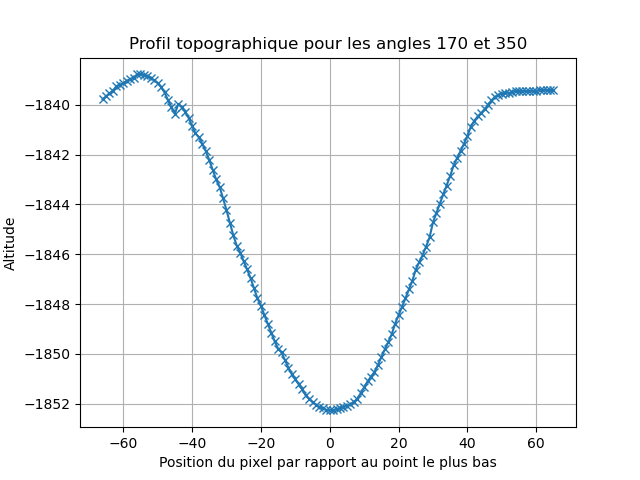 Profil topographique pour les angles 170 et 350
Altitude
−1840
−1842
−1844
−1846
−1848
−1850
−1852
−60 −40 −20 0 20 40 60
Position du pixel par rapport au point le plus bas